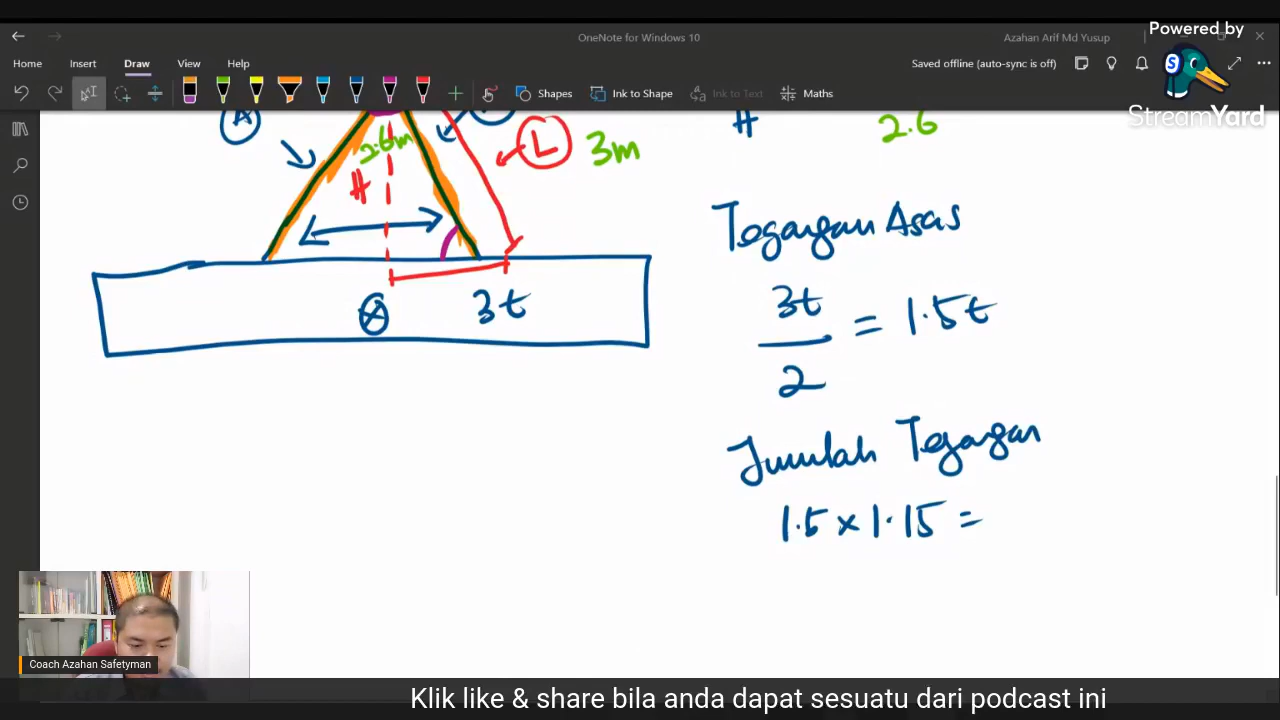 Powered by
StreamYard
OneNote for Windows 10
Azahan Arif Md Yusup
Home Insert Draw View Help
Saved offline (auto-sync is off)
Shapes
Ink to Shape
Ink to Text
Maths
A
2.6m
H
L
3m
3t
H
2.6
Tegangan Asas
3t
2
= 1.5t
Jumlah Tegangan
1.5 x 1.15 =
Coach Azahan Safetyman
Klik like & share bila anda dapat sesuatu dari podcast ini